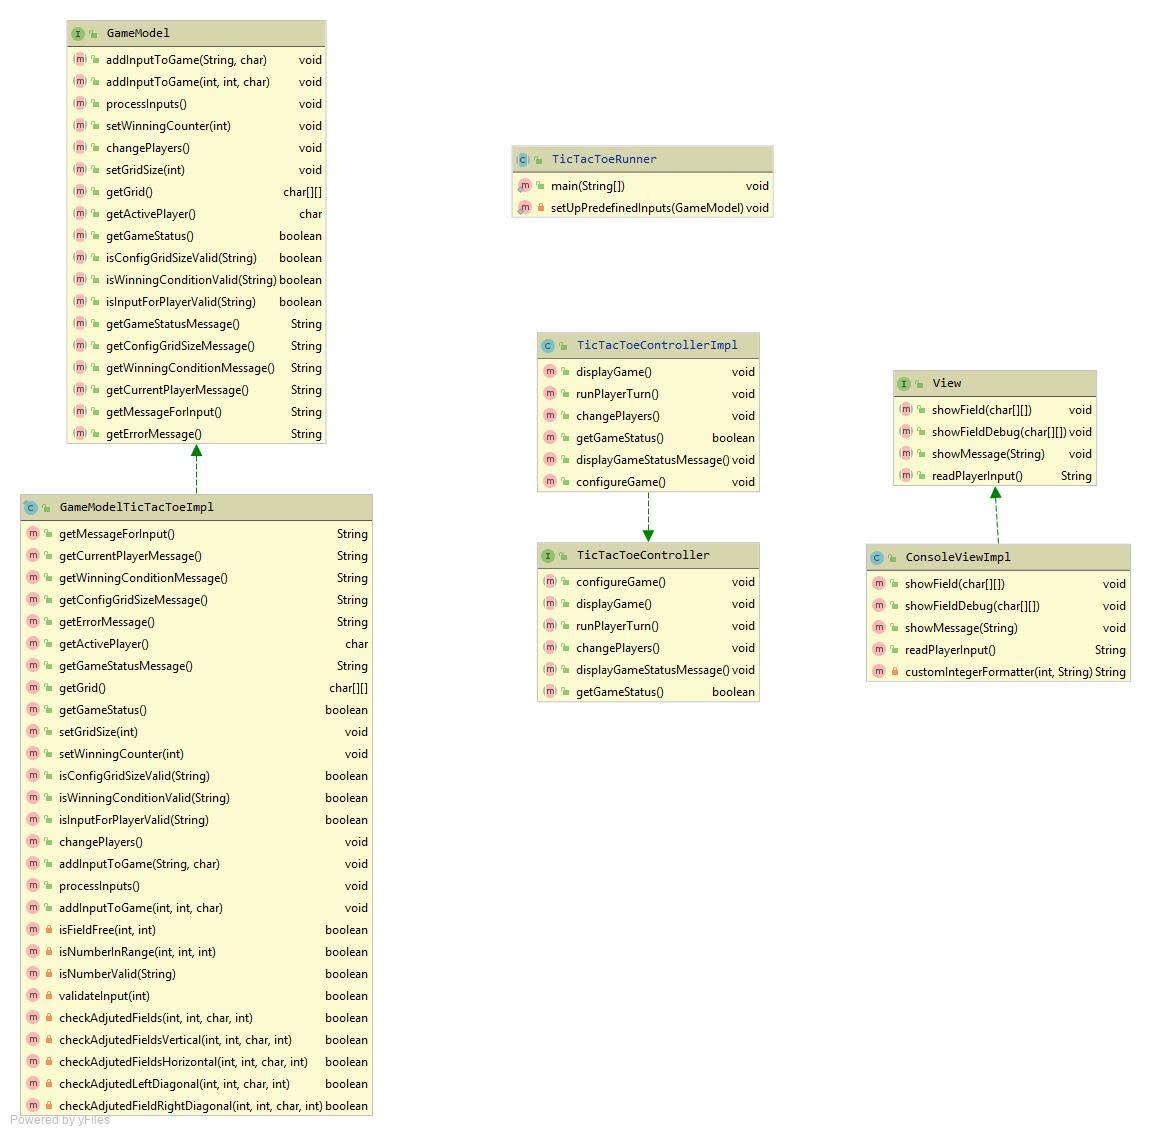 GameModel
addInputToGame(String, char) void
addInputToGame(int, int, char) void
processInputs() void
setWinningCounter(int) void
changePlayers() void
setGridSize(int) void
getGrid() char[][]
getActivePlayer() char
getGameStatus() boolean
isConfigGridSizeValid(String) boolean
isWinningConditionValid(String) boolean
isInputForPlayerValid(String) boolean
getGameStatusMessage() String
getConfigGridSizeMessage() String
getWinningConditionMessage() String
getCurrentPlayerMessage() String
getMessageForInput() String
getErrorMessage() String
GameModelTicTacToeImpl
getMessageForInput() String
getCurrentPlayerMessage() String
getWinningConditionMessage() String
getConfigGridSizeMessage() String
getErrorMessage() String
getActivePlayer() char
getGameStatusMessage() String
getGrid() char[][]
getGameStatus() boolean
setGridSize(int) void
setWinningCounter(int) void
isConfigGridSizeValid(String) boolean
isWinningConditionValid(String) boolean
isInputForPlayerValid(String) boolean
changePlayers() void
addInputToGame(String, char) void
processInputs() void
addInputToGame(int, int, char) void
isFieldFree(int, int) boolean
isNumberInRange(int, int, int) boolean
isNumberValid(String) boolean
validateInput(int) boolean
checkAdjutedFields(int, int, char, int) boolean
checkAdjutedFieldsVertical(int, int, char, int) boolean
checkAdjutedFieldsHorizontal(int, int, char, int) boolean
checkAdjutedLeftDiagonal(int, int, char, int) boolean
checkAdjutedFieldRightDiagonal(int, int, char, int) boolean
TicTacToeRunner
main(String[]) void
setUpPredefinedInputs(GameModel) void
TicTacToeControllerImpl
displayGame() void
runPlayerTurn() void
changePlayers() void
getGameStatus() boolean
displayGameStatusMessage() void
configureGame() void
TicTacToeController
configureGame() void
displayGame() void
runPlayerTurn() void
changePlayers() void
displayGameStatusMessage() void
getGameStatus() boolean
View
showField(char[][]) void
showFieldDebug(char[][]) void
showMessage(String) void
readPlayerInput() String
ConsoleViewImpl
showField(char[][]) void
showFieldDebug(char[][]) void
showMessage(String) void
readPlayerInput() String
customIntegerFormatter(int, String) String
Powered by yFiles